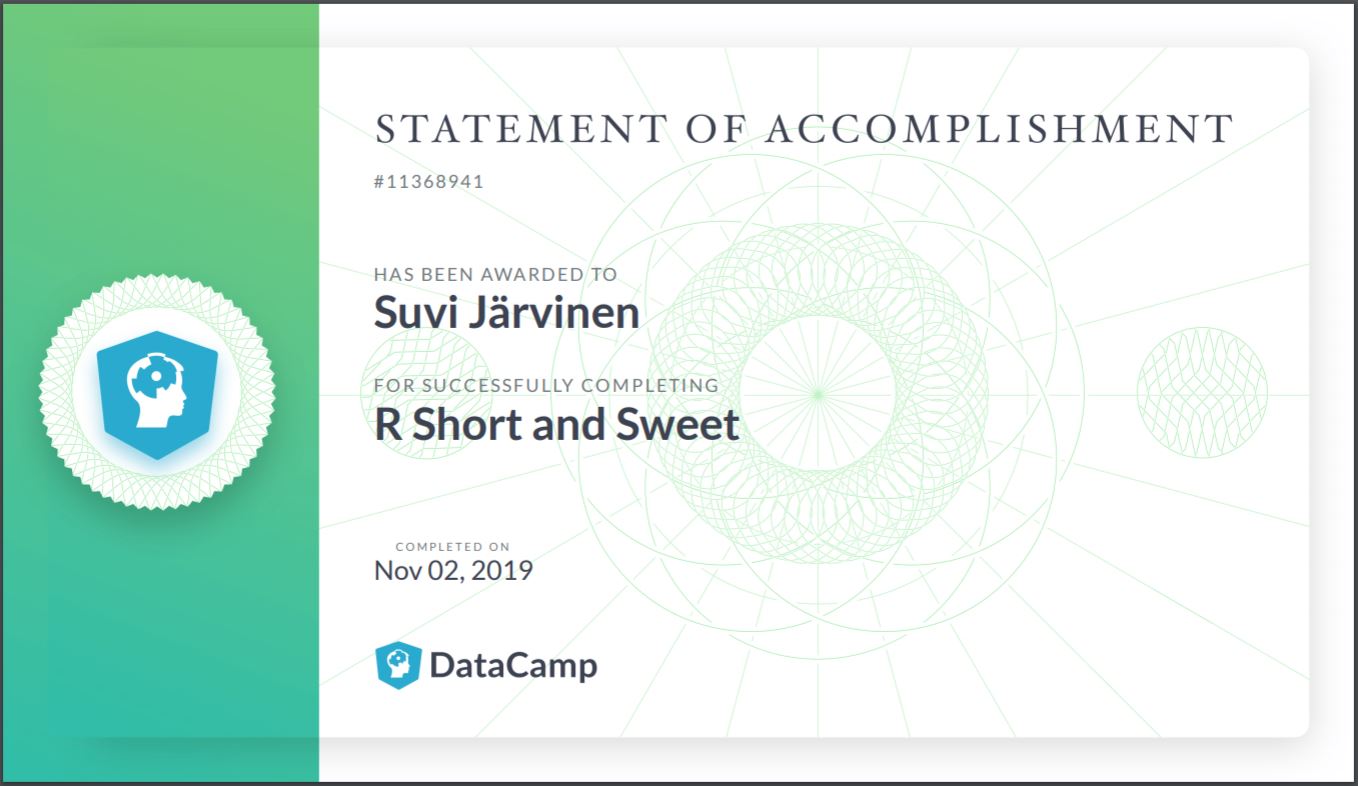 STATEMENT OF ACCOMPLISHMENT
#11368941
HAS BEEN AWARDED TO
Suvi Järvinen
FOR SUCCESSFULLY COMPLETING
R Short and Sweet
COMPLETED ON
Nov 02, 2019
DataCamp